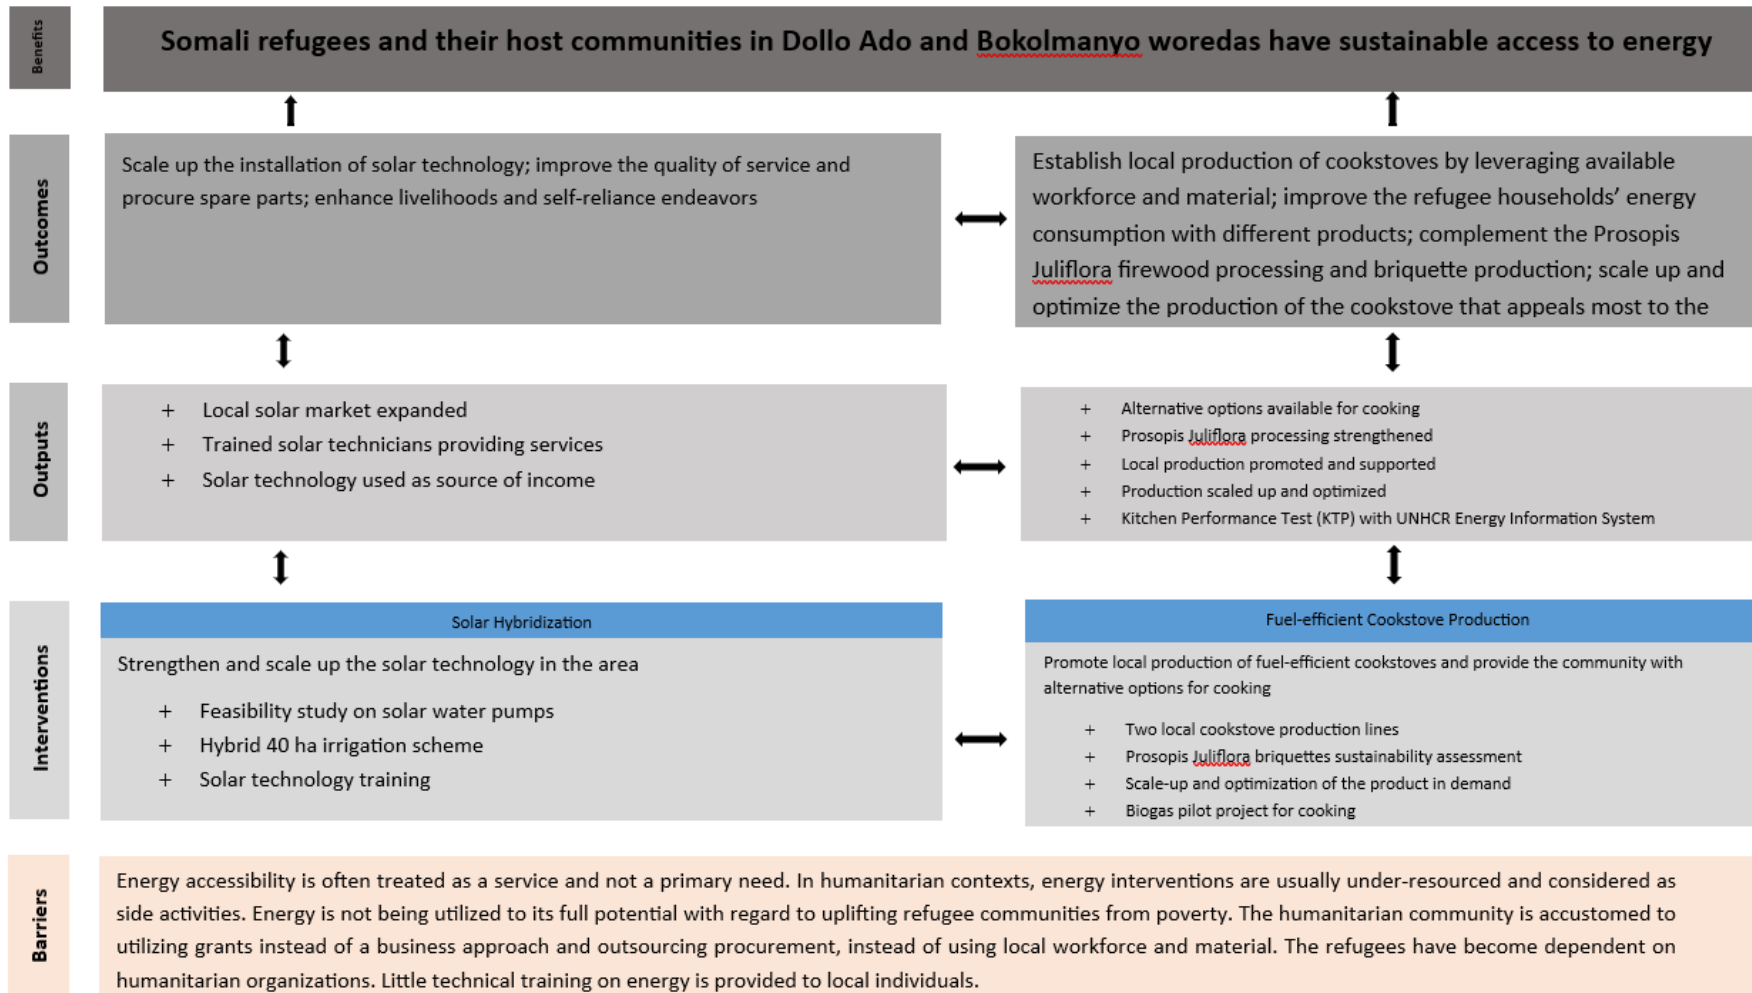 Benefits
Somali refugees and their host communities in Dollo Ado and Bokolmanyo woredas have sustainable access to energy
Outcomes
Scale up the installation of solar technology; improve the quality of service and
procure spare parts; enhance livelihoods and self-reliance endeavors
Establish local production of cookstoves by leveraging available
workforce and material; improve the refugee households’ energy
consumption with different products; complement the Prosopis
Juliflora firewood processing and briquette production; scale up and
optimize the production of the cookstove that appeals most to the
Outputs
+ Local solar market expanded
+ Trained solar technicians providing services
+ Solar technology used as source of income
+ Alternative options available for cooking
+ Prosopis Juliflora processing strengthened
+ Local production promoted and supported
+ Production scaled up and optimized
+ Kitchen Performance Test (KTP) with UNHCR Energy Information System
Interventions
Solar Hybridization
Strengthen and scale up the solar technology in the area
+ Feasibility study on solar water pumps
+ Hybrid 40 ha irrigation scheme
+ Solar technology training
Fuel-efficient Cookstove Production
Promote local production of fuel-efficient cookstoves and provide the community with
alternative options for cooking
+ Two local cookstove production lines
+ Prosopis Juliflora briquettes sustainability assessment
+ Scale-up and optimization of the product in demand
+ Biogas pilot project for cooking
Barriers
Energy accessibility is often treated as a service and not a primary need. In humanitarian contexts, energy interventions are usually under-resourced and considered as
side activities. Energy is not being utilized to its full potential with regard to uplifting refugee communities from poverty. The humanitarian community is accustomed to
utilizing grants instead of a business approach and outsourcing procurement, instead of using local workforce and material. The refugees have become dependent on
humanitarian organizations. Little technical training on energy is provided to local individuals.